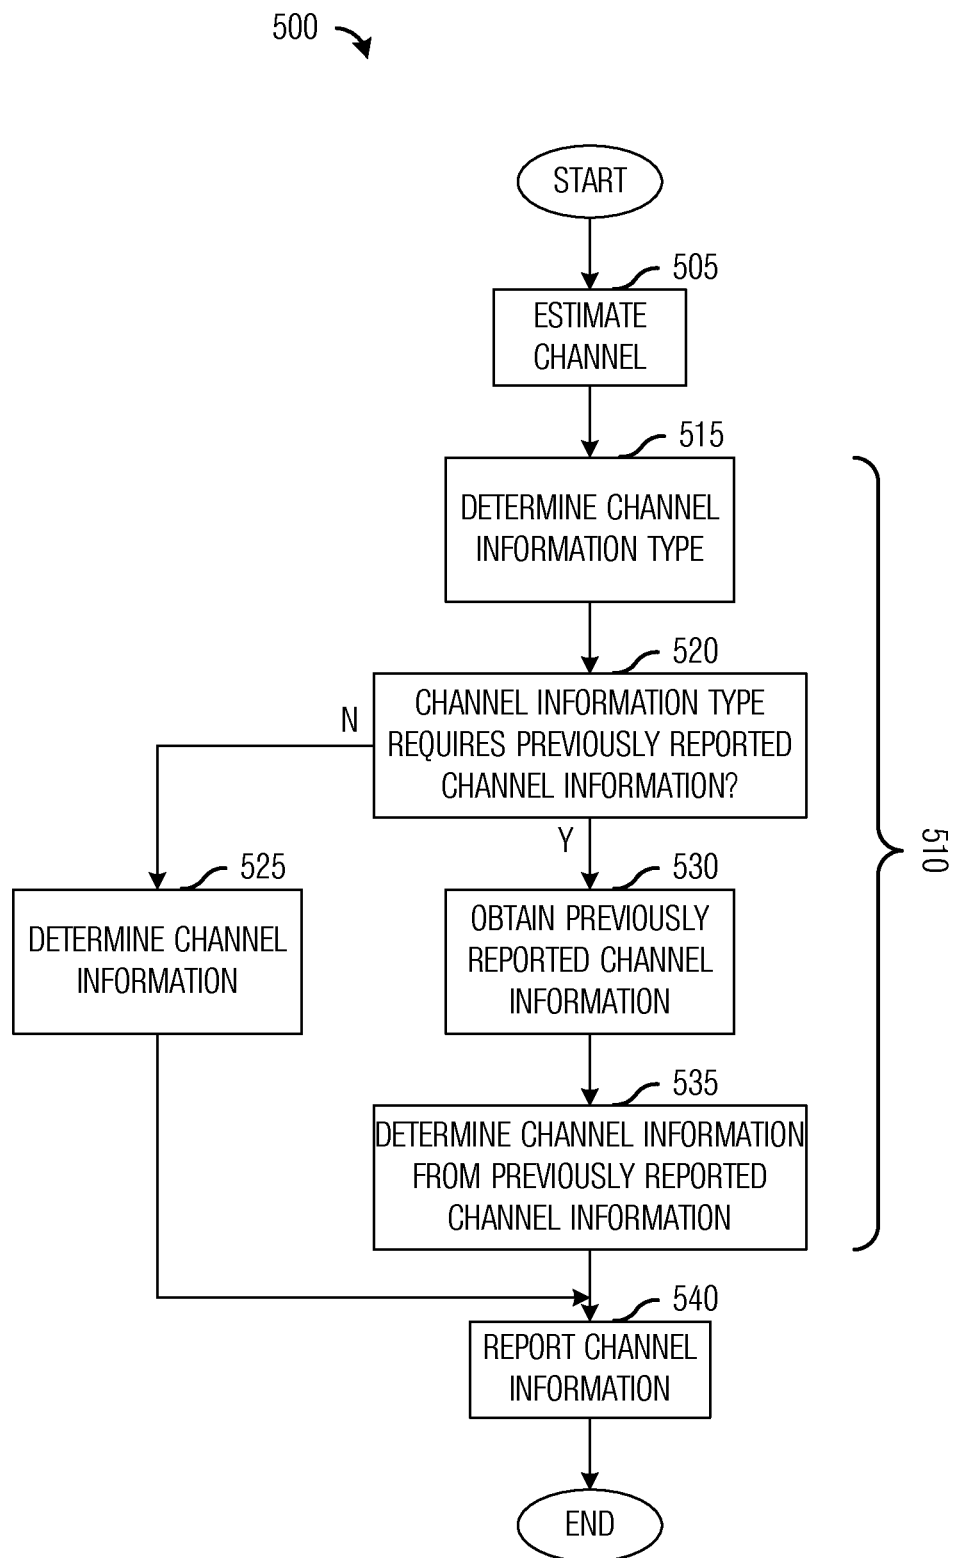 500
START
505
ESTIMATE
CHANNEL
515
DETERMINE CHANNEL
INFORMATION TYPE
520
CHANNEL INFORMATION TYPE
REQUIRES PREVIOUSLY REPORTED
CHANNEL INFORMATION?
N
Y
510
525
DETERMINE CHANNEL
INFORMATION
530
OBTAIN PREVIOUSLY
REPORTED CHANNEL
INFORMATION
535
DETERMINE CHANNEL INFORMATION
FROM PREVIOUSLY REPORTED
CHANNEL INFORMATION
540
REPORT CHANNEL
INFORMATION
END